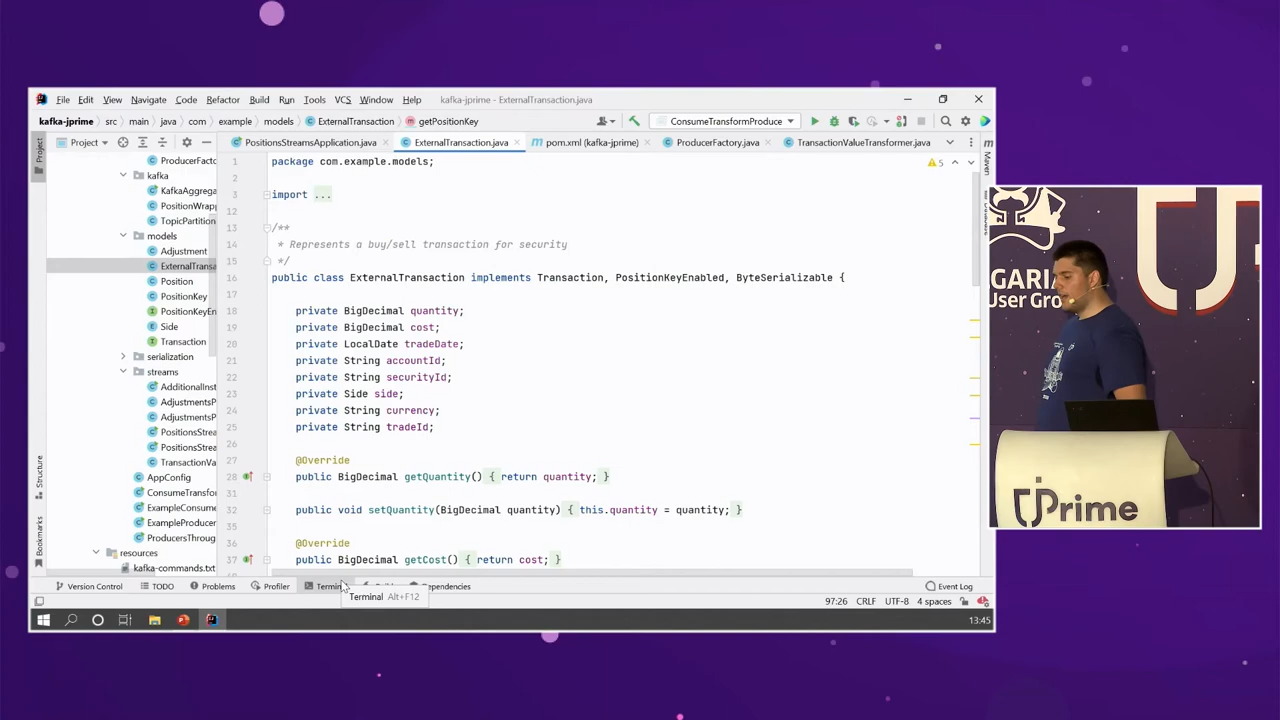 File Edit View Navigate Code Refactor Build Run Tools VCS Window Help kafka-jprime - ExternalTransaction.java
kafka-jprime src main java com example models ExternalTransaction getPositionKey ConsumeTransformProduce
Project PositionsStreamsApplication.java ExternalTransaction.java pom.xml (kafka-jprime) ProducerFactory.java TransactionValueTransformer.java
Project
Structure
Bookmarks
Maven
ProducerFacto
kafka
KafkaAggrega
PositionWrap
TopicPartition
models
Adjustment
ExternalTransa
Position
PositionKey
PositionKeyEn
Side
Transaction
serialization
streams
AdditionalInst
AdjustmentsP
AdjustmentsP
PositionsStrea
PositionsStrea
TransactionVa
AppConfig
ConsumeTransfo
ExampleConsume
ExampleProducer
ProducersThroug
resources
kafka-commands.txt
5
1 package com.example.models;
2
3 import ...
12
13 /**
14 * Represents a buy/sell transaction for security
15 */
16 public class ExternalTransaction implements Transaction, PositionKeyEnabled, ByteSerializable {
17
18 private BigDecimal quantity;
19 private BigDecimal cost;
20 private LocalDate tradeDate;
21 private String accountId;
22 private String securityId;
23 private Side side;
24 private String currency;
25 private String tradeId;
26
27 @Override
28 public BigDecimal getQuantity() { return quantity; }
31
32 public void setQuantity(BigDecimal quantity) { this.quantity = quantity; }
35
36 @Override
37 public BigDecimal getCost() { return cost; }
Version Control TODO Problems Profiler Termin Dependencies Event Log
Terminal Alt+F12
97:26 CRLF UTF-8 4 spaces
13:45
GARIA
User Gro
Prime